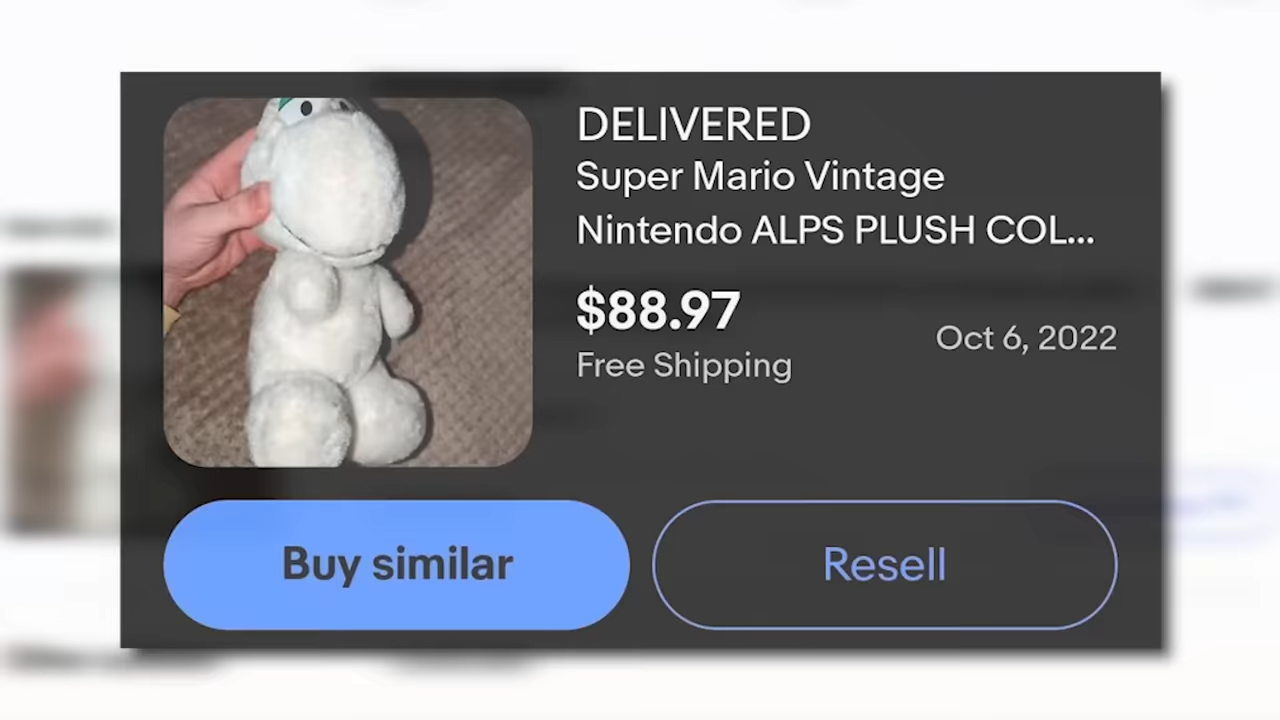 DELIVERED
Super Mario Vintage
Nintendo ALPS PLUSH COL...
$88.97
Free Shipping
Oct 6, 2022
Buy similar
Resell